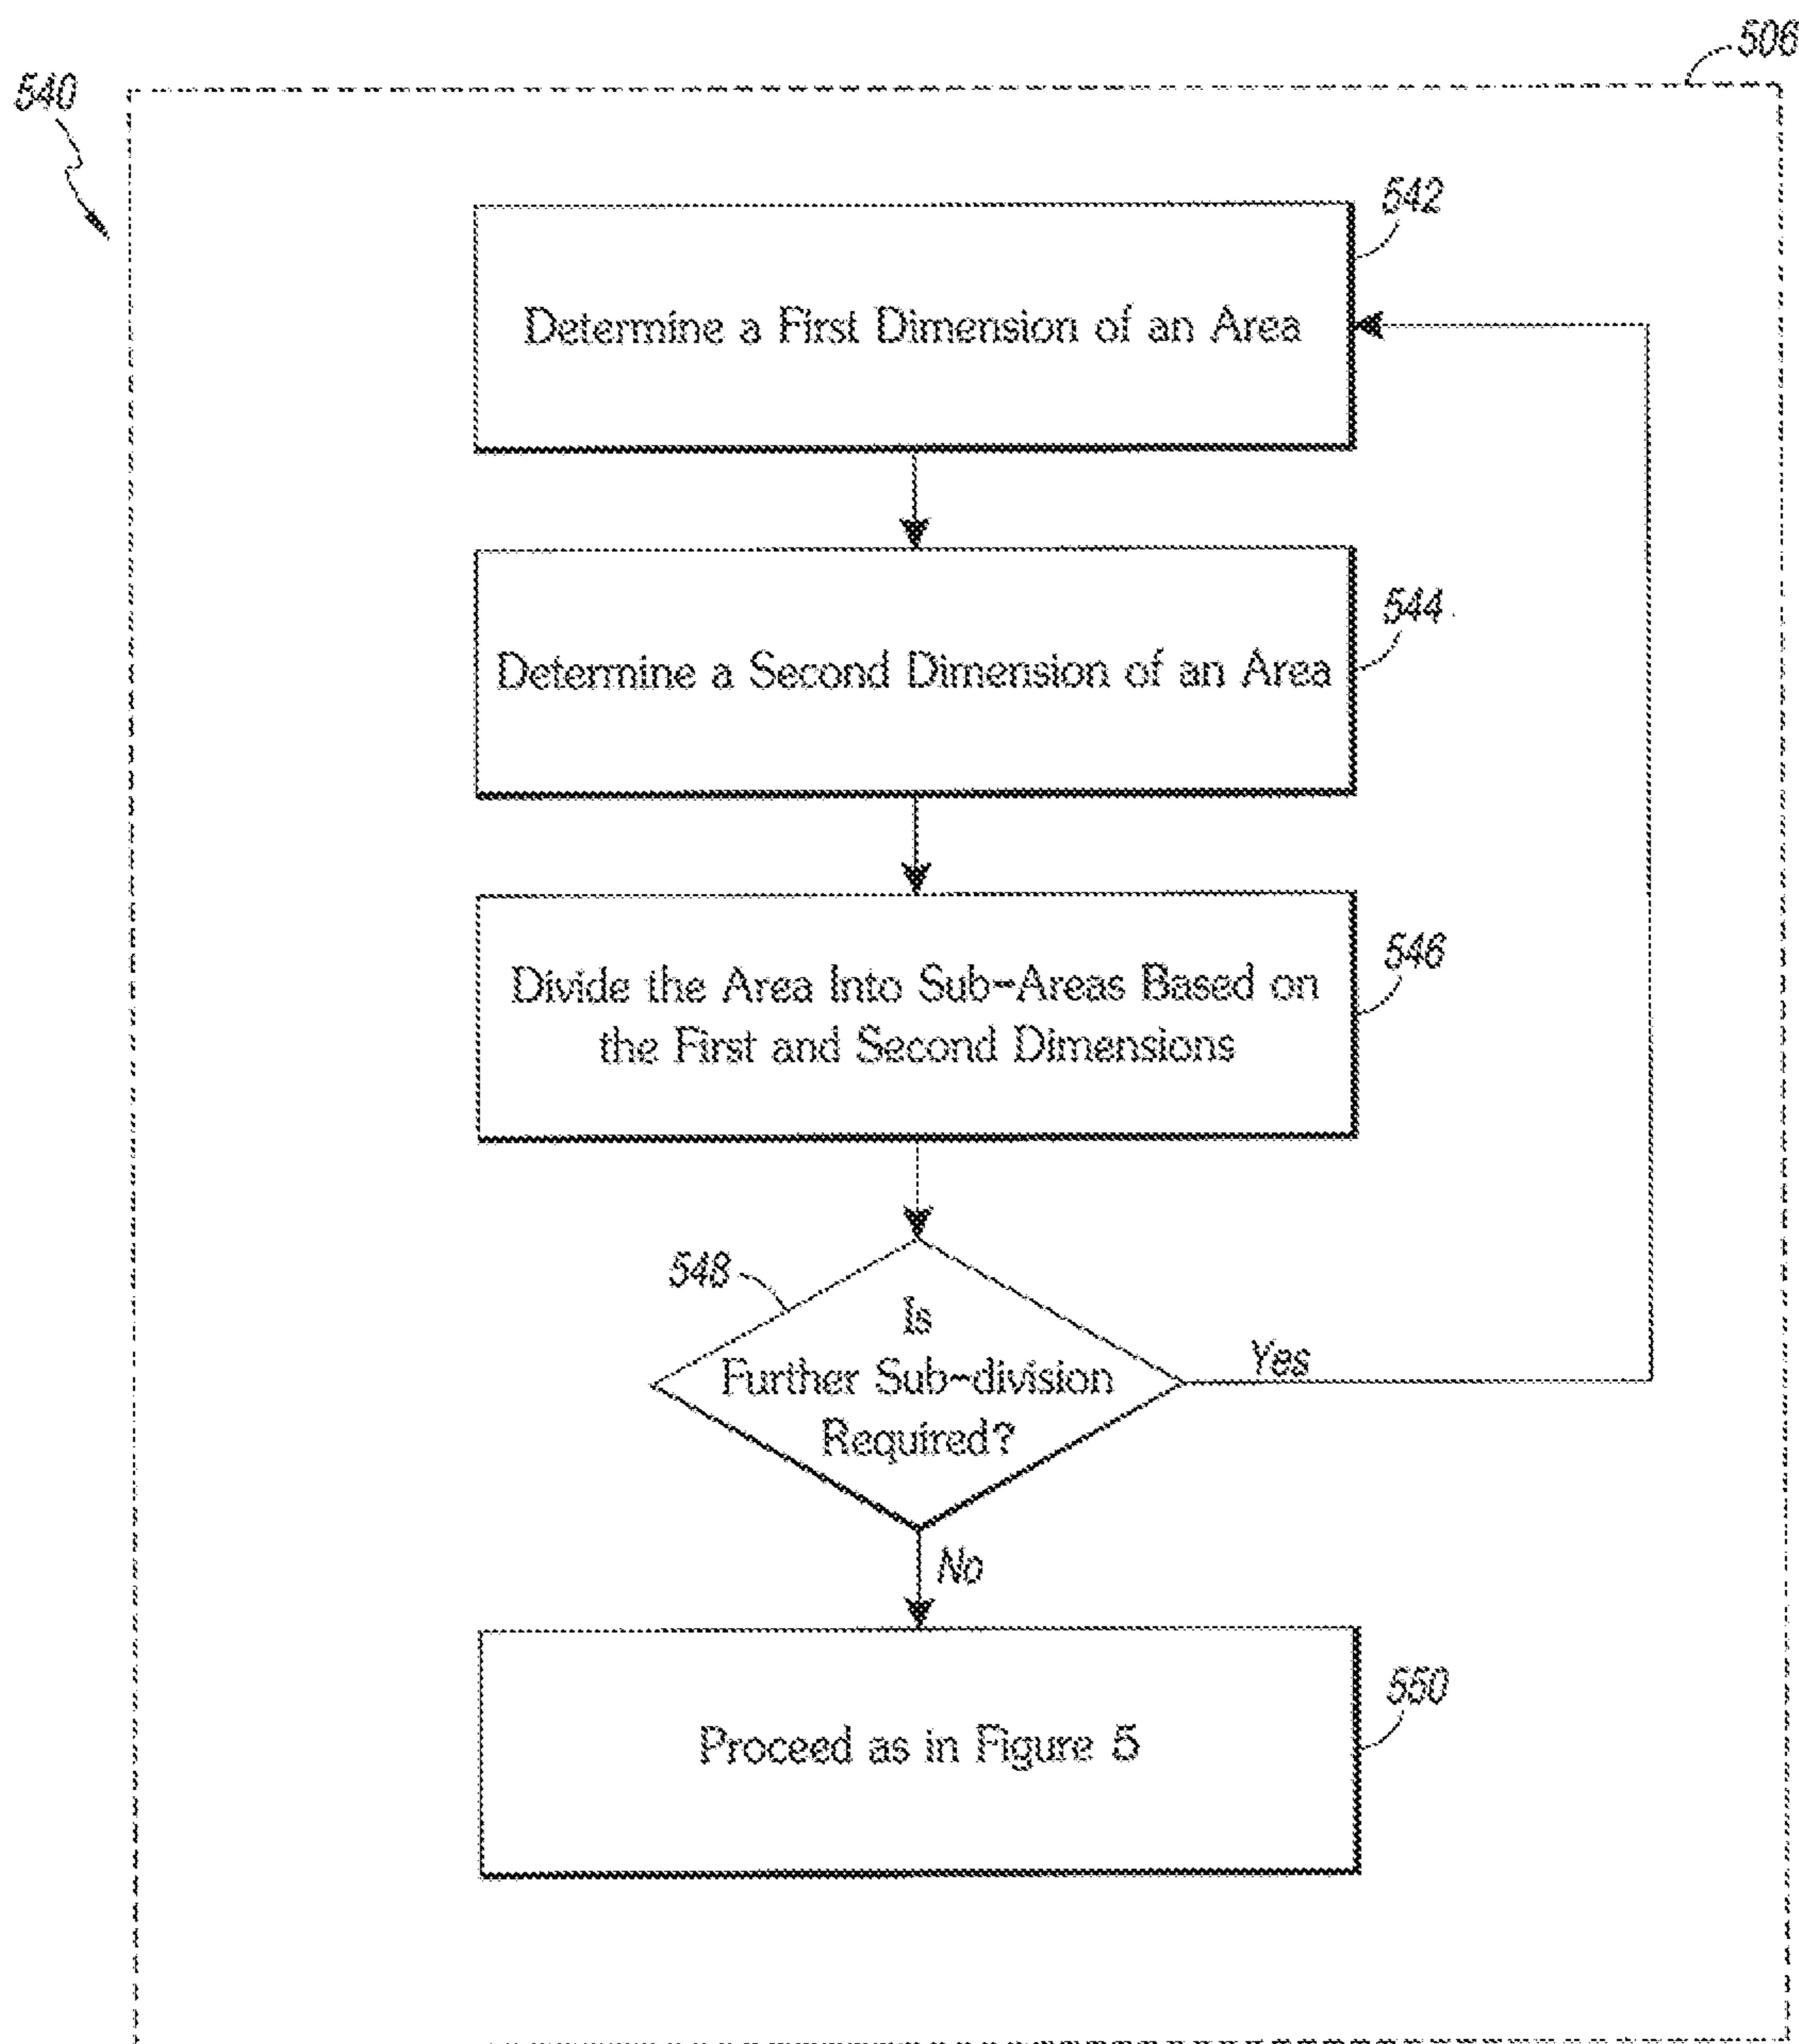 506
540
542
Determine a First Dimension of an Area
544
Determine a Second Dimension of an Area
546
Divide the Area Into Sub-Areas Based on
the First and Second Dimensions
548
Is
Further Sub-division
Required?
Yes
No
550
Proceed as in Figure 5